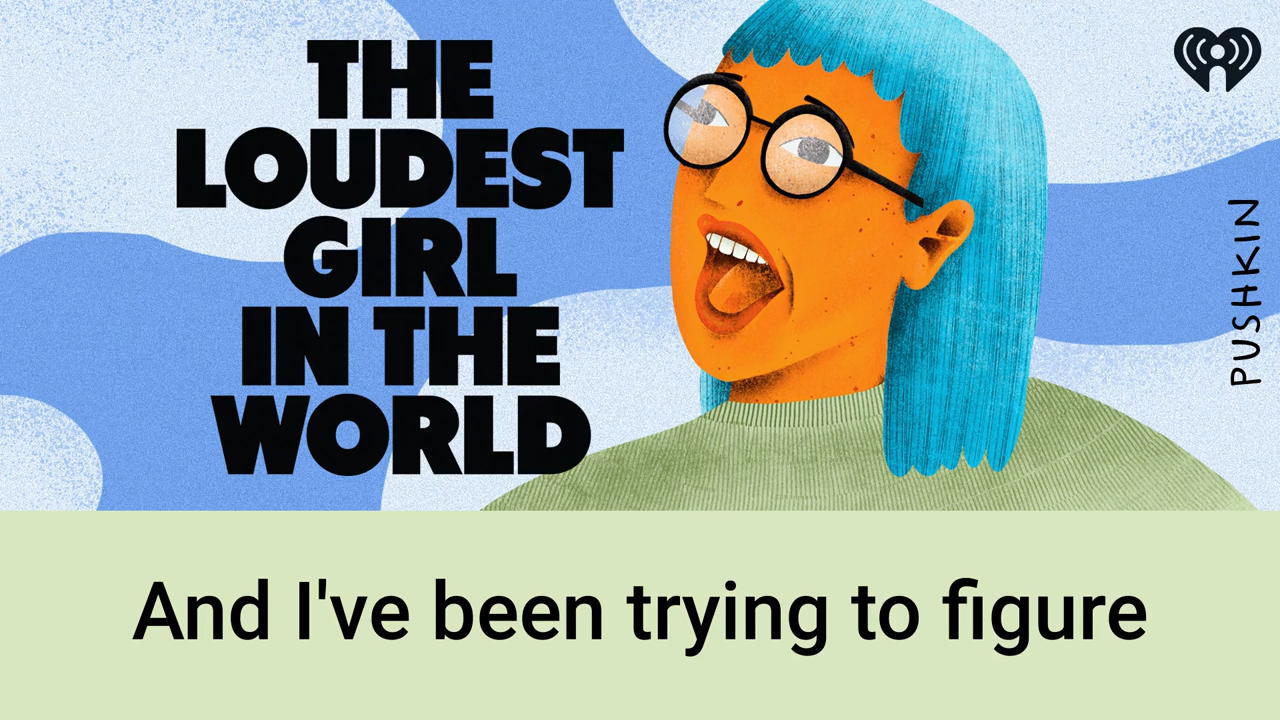 THE
LOUDEST
GIRL
IN THE
WORLD
PUSHKIN
And I've been trying to figure